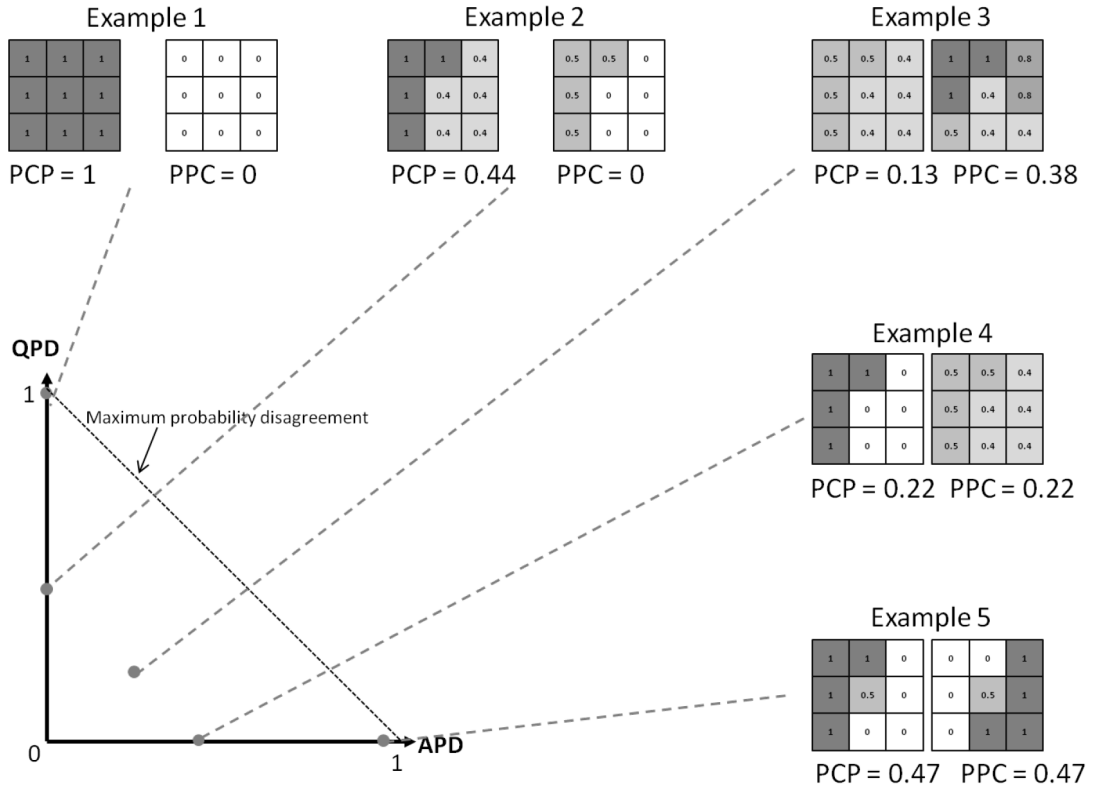 Example 1
Example 2
Example 3
1 1 1 0 0 0
1 1 1 0 0 0
1 1 1 0 0 0
PCP = 1 PPC = 0
1 1 0.4 0.5 0.5 0
1 0.4 0.4 0.5 0 0
1 0.4 0.4 0.5 0 0
PCP = 0.44 PPC = 0
0.5 0.5 0.4 1 1 0.8
0.5 0.4 0.4 1 0.4 0.8
0.5 0.4 0.4 0.5 0.4 0.4
PCP = 0.13 PPC = 0.38
Example 4
1 1 0 0.5 0.5 0.4
1 0 0 0.5 0.4 0.4
1 0 0 0.5 0.4 0.4
PCP = 0.22 PPC = 0.22
Example 5
1 1 0 0 0 1
1 0.5 0 0 0.5 1
1 0 0 0 1 1
PCP = 0.47 PPC = 0.47
QPD
1
Maximum probability disagreement
0
1
APD